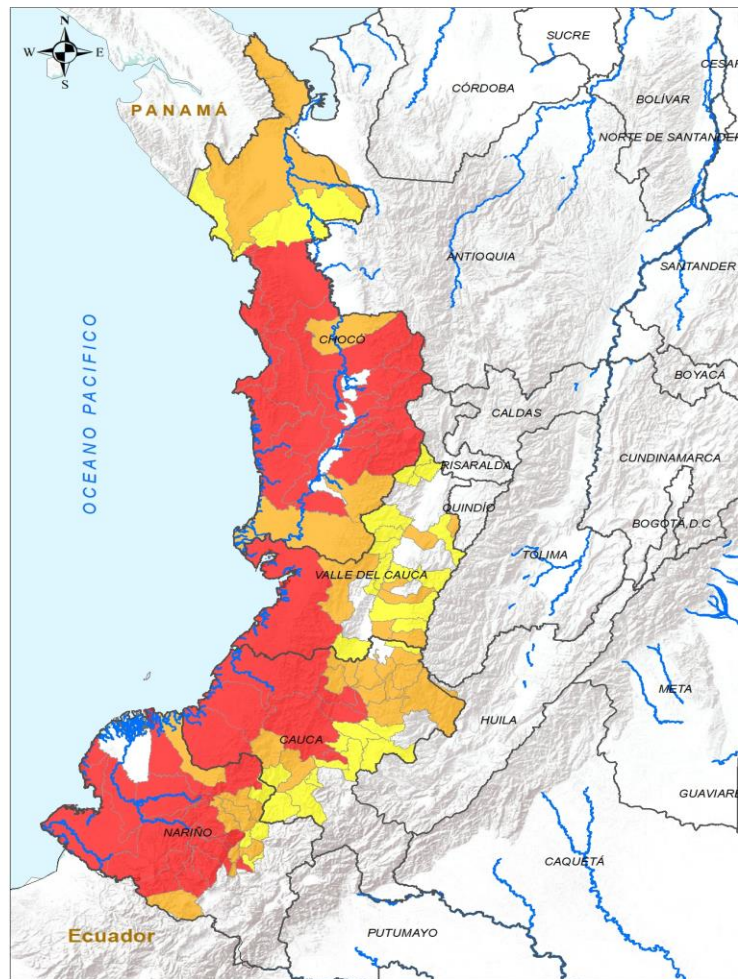 N
W E
S
SUCRE
CESAR
CÓRDOBA
BOLÍVAR
PANAMÁ
NORTE DE SANTANDER
ANTIOQUIA
SANTANDER
OCEANO PACIFICO
CHOCÓ
BOYACÁ
CALDAS
RISARALDA
CUNDINAMARCA
QUINDÍO
BOGOTÁ,D.C
TOLIMA
VALLE DEL CAUCA
META
HUILA
CAUCA
GUAVIARE
NARIÑO
CAQUETÁ
Ecuador
PUTUMAYO